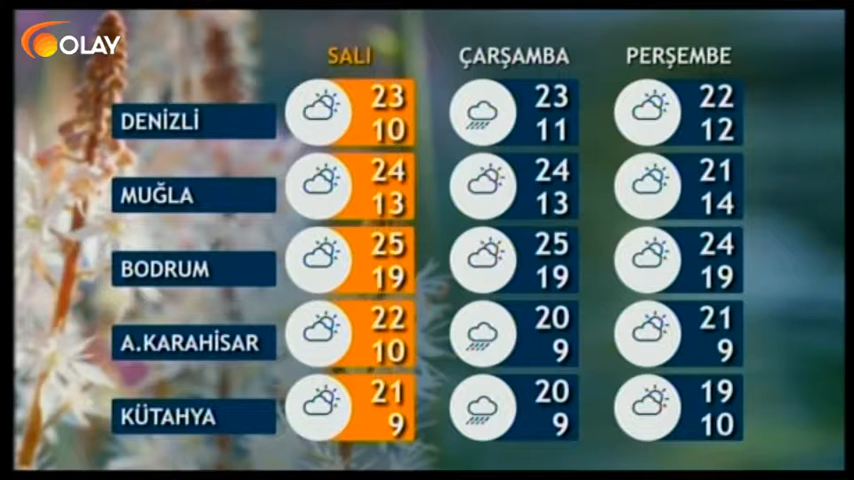 OLAY
SALI ÇARŞAMBA PERŞEMBE
DENİZLİ 23 10 23 11 22 12
MUĞLA 24 13 24 13 21 14
BODRUM 25 19 25 19 24 19
A.KARAHİSAR 22 10 20 9 21 9
KÜTAHYA 21 9 20 9 19 10